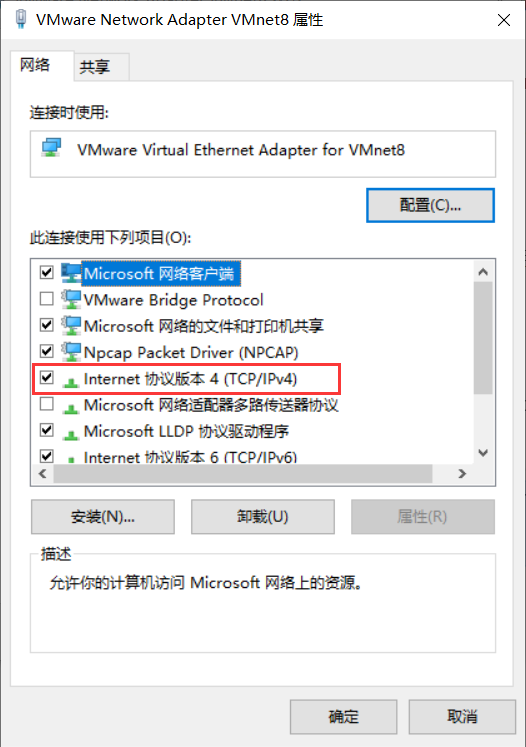 VMware Network Adapter VMnet8 属性
网络
共享
连接时使用:
VMware Virtual Ethernet Adapter for VMnet8
配置(C)...
此连接使用下列项目(O):
Microsoft 网络客户端
VMware Bridge Protocol
Microsoft 网络的文件和打印机共享
Npcap Packet Driver (NPCAP)
Internet 协议版本 4 (TCP/IPv4)
Microsoft 网络适配器多路传送器协议
Microsoft LLDP 协议驱动程序
Internet 协议版本 6 (TCP/IPv6)
安装(N)...
卸载(U)
属性(R)
描述
允许你的计算机访问 Microsoft 网络上的资源。
确定
取消